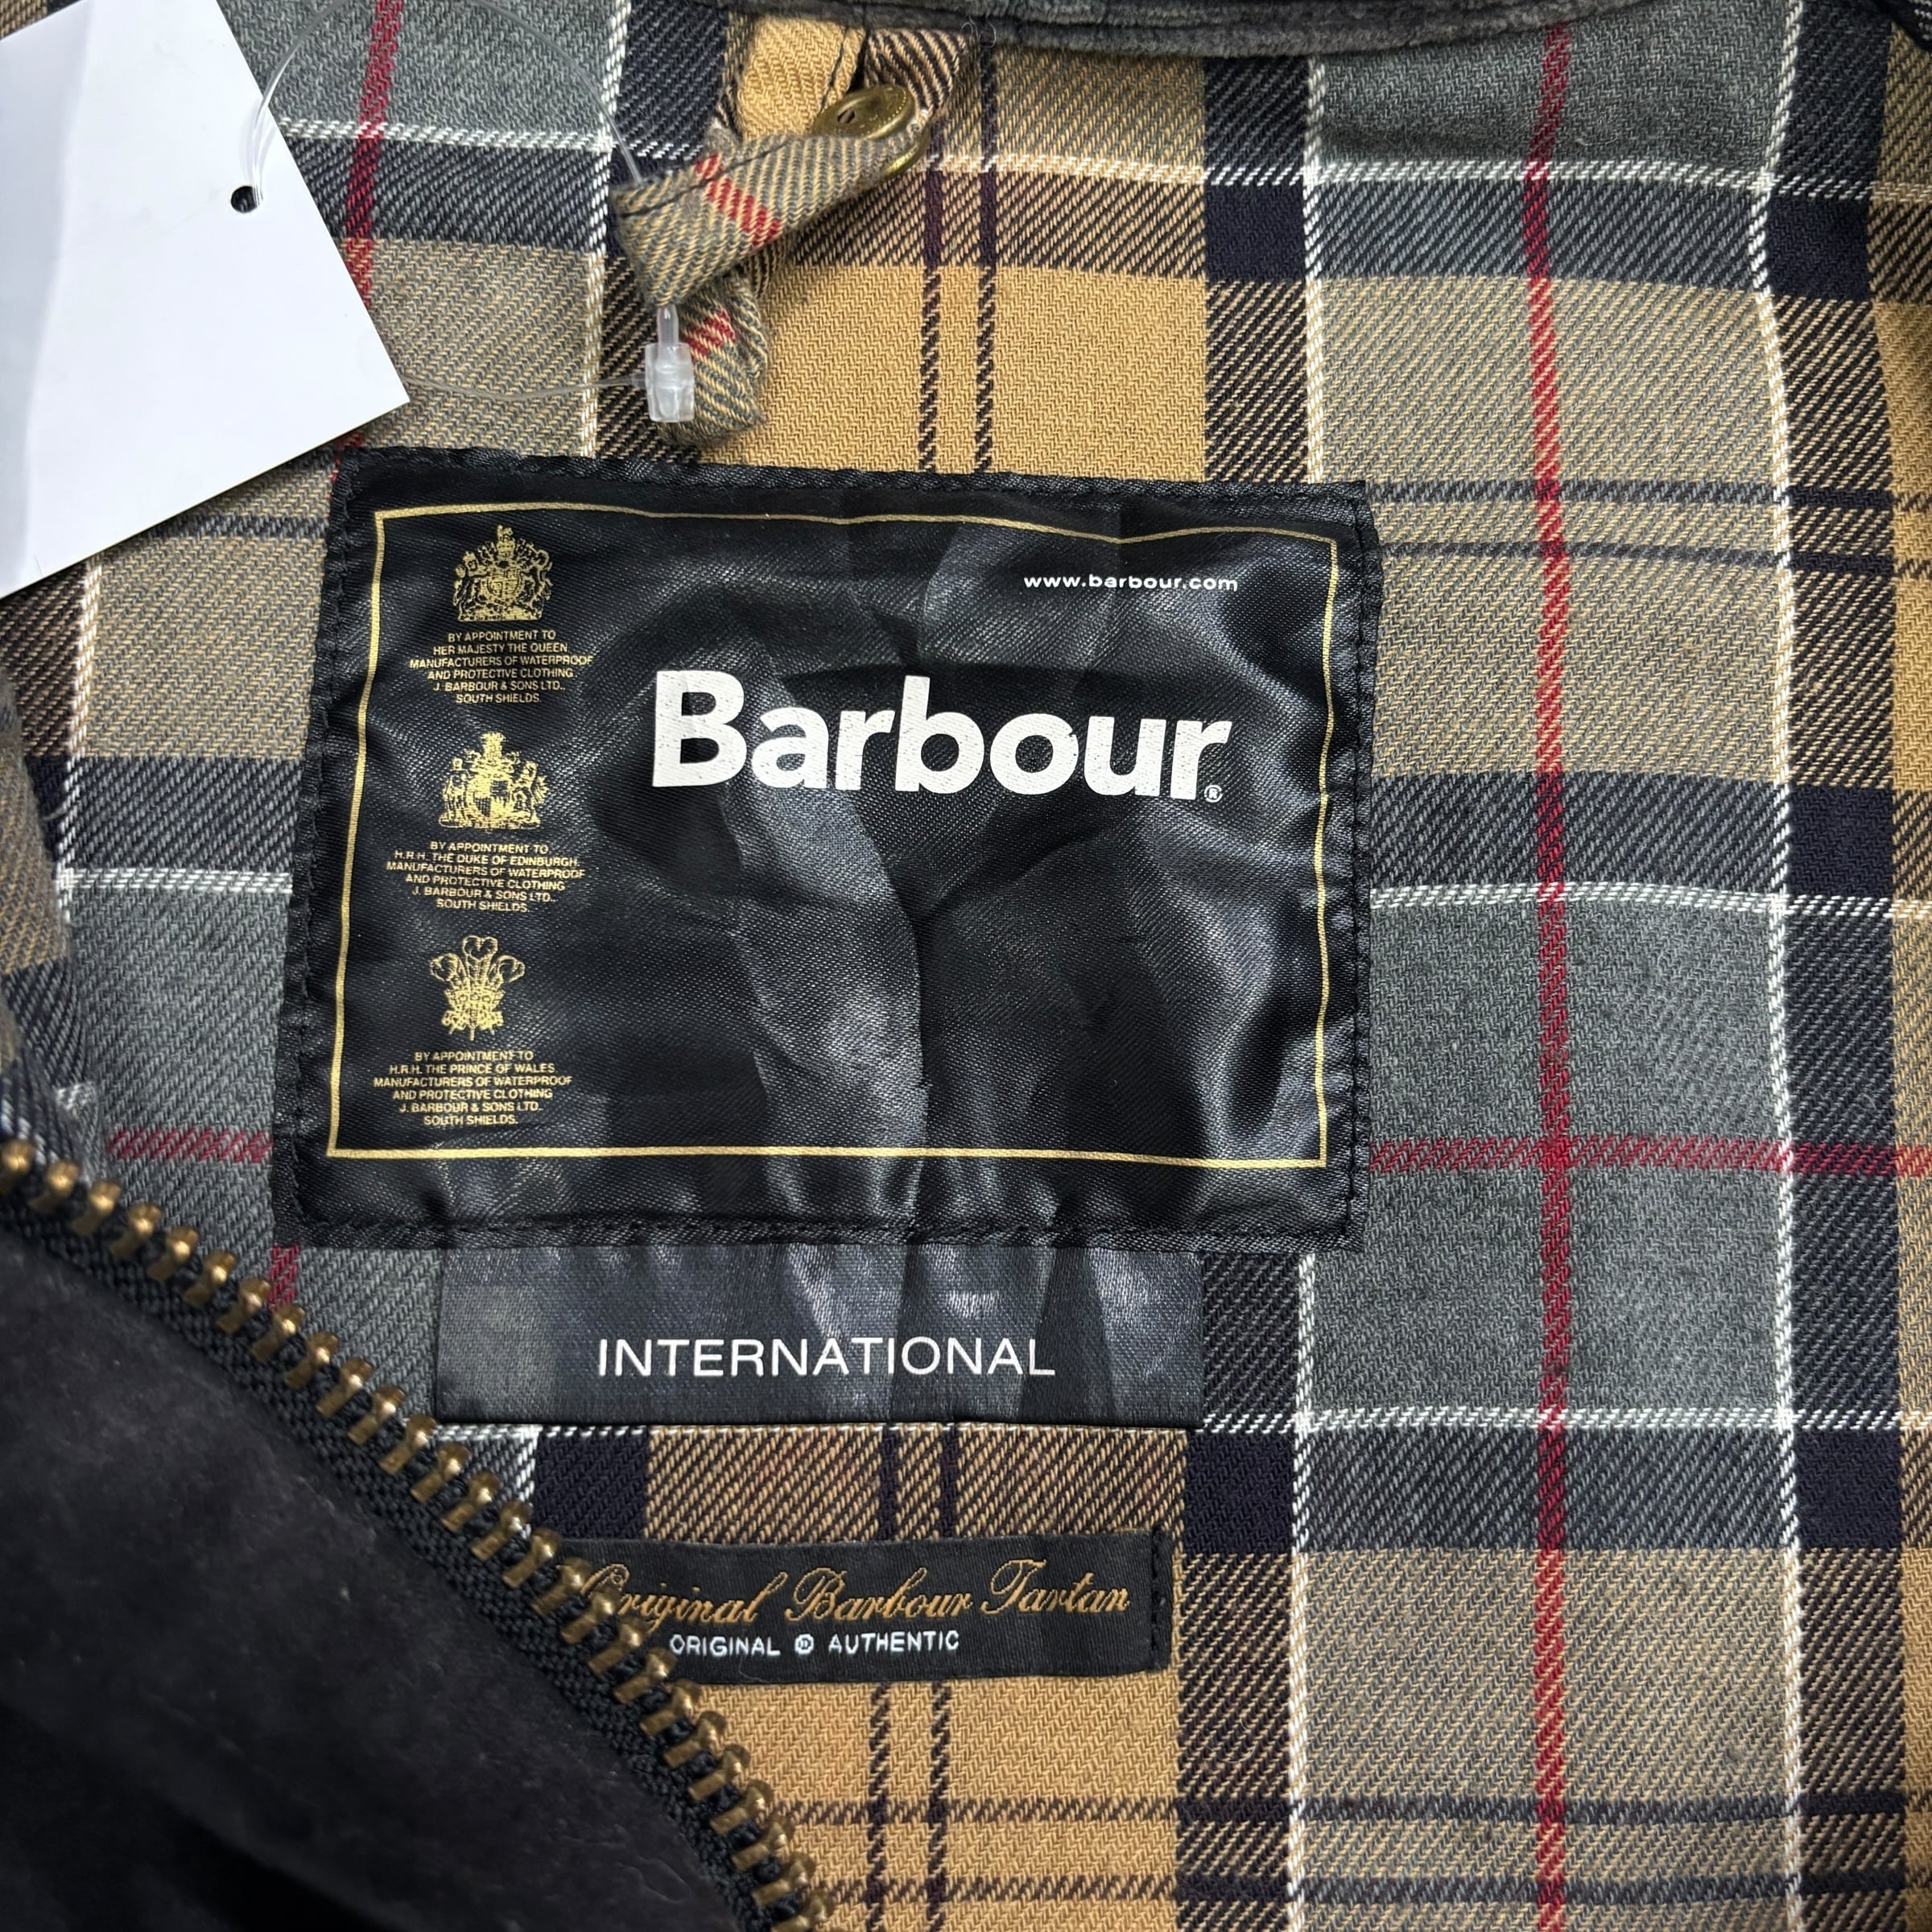 www.barbour.com
Barbour®
BY APPOINTMENT TO
HER MAJESTY THE QUEEN
MANUFACTURERS OF WATERPROOF
AND PROTECTIVE CLOTHING
J. BARBOUR & SONS LTD.,
SOUTH SHIELDS.
BY APPOINTMENT TO
H.R.H. THE DUKE OF EDINBURGH
MANUFACTURERS OF WATERPROOF
AND PROTECTIVE CLOTHING
J. BARBOUR & SONS LTD.,
SOUTH SHIELDS.
BY APPOINTMENT TO
H.R.H. THE PRINCE OF WALES
MANUFACTURERS OF WATERPROOF
AND PROTECTIVE CLOTHING
J. BARBOUR & SONS LTD.
SOUTH SHIELDS.
INTERNATIONAL
Original Barbour Tartan
ORIGINAL AUTHENTIC